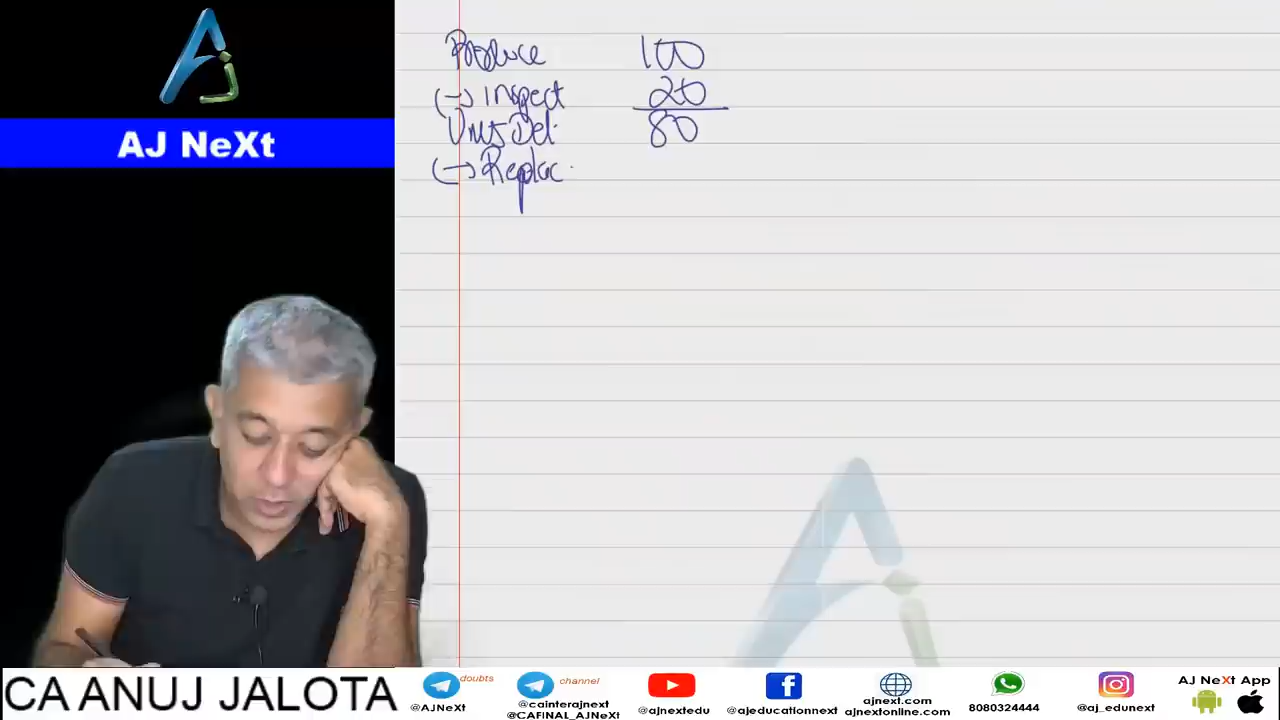 AJ NeXt
Produce 100
(-) Inspect 20
Units Del. 80
(-) Replac.
CA ANUJ JALOTA
doubts
@AJNeXt
channel
@cainterajnext
@CAFINAL_AJNeXt
@ajnextedu
@ajeducationnext
ajnext.com
ajnextonline.com
8080324444
@aj_edunext
AJ NeXt App